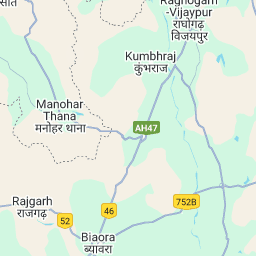 Raghogarh
-Vijaypur
राघोगढ़
विजयपुर
Kumbhraj
कुंभराज
Manohar
Thana
मनोहर थाना
AH47
Rajgarh
राजगढ़
752B
46
52
Biaora
ब्यावरा